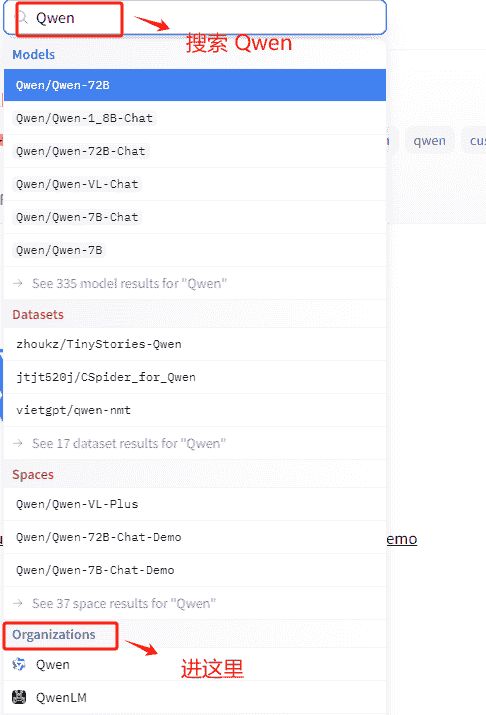 Qwen
搜索 Qwen
Models
Qwen/Qwen-72B
Qwen/Qwen-1_8B-Chat
qwen
Qwen/Qwen-72B-Chat
Qwen/Qwen-VL-Chat
Qwen/Qwen-7B-Chat
Qwen/Qwen-7B
→ See 335 model results for "Qwen"
Datasets
zhoukz/TinyStories-Qwen
jtjt520j/CSpider_for_Qwen
vietgpt/qwen-nmt
→ See 17 dataset results for "Qwen"
Spaces
Qwen/Qwen-VL-Plus
Qwen/Qwen-72B-Chat-Demo
emo
Qwen/Qwen-7B-Chat-Demo
→ See 37 space results for "Qwen"
Organizations
Qwen
进这里
QwenLM